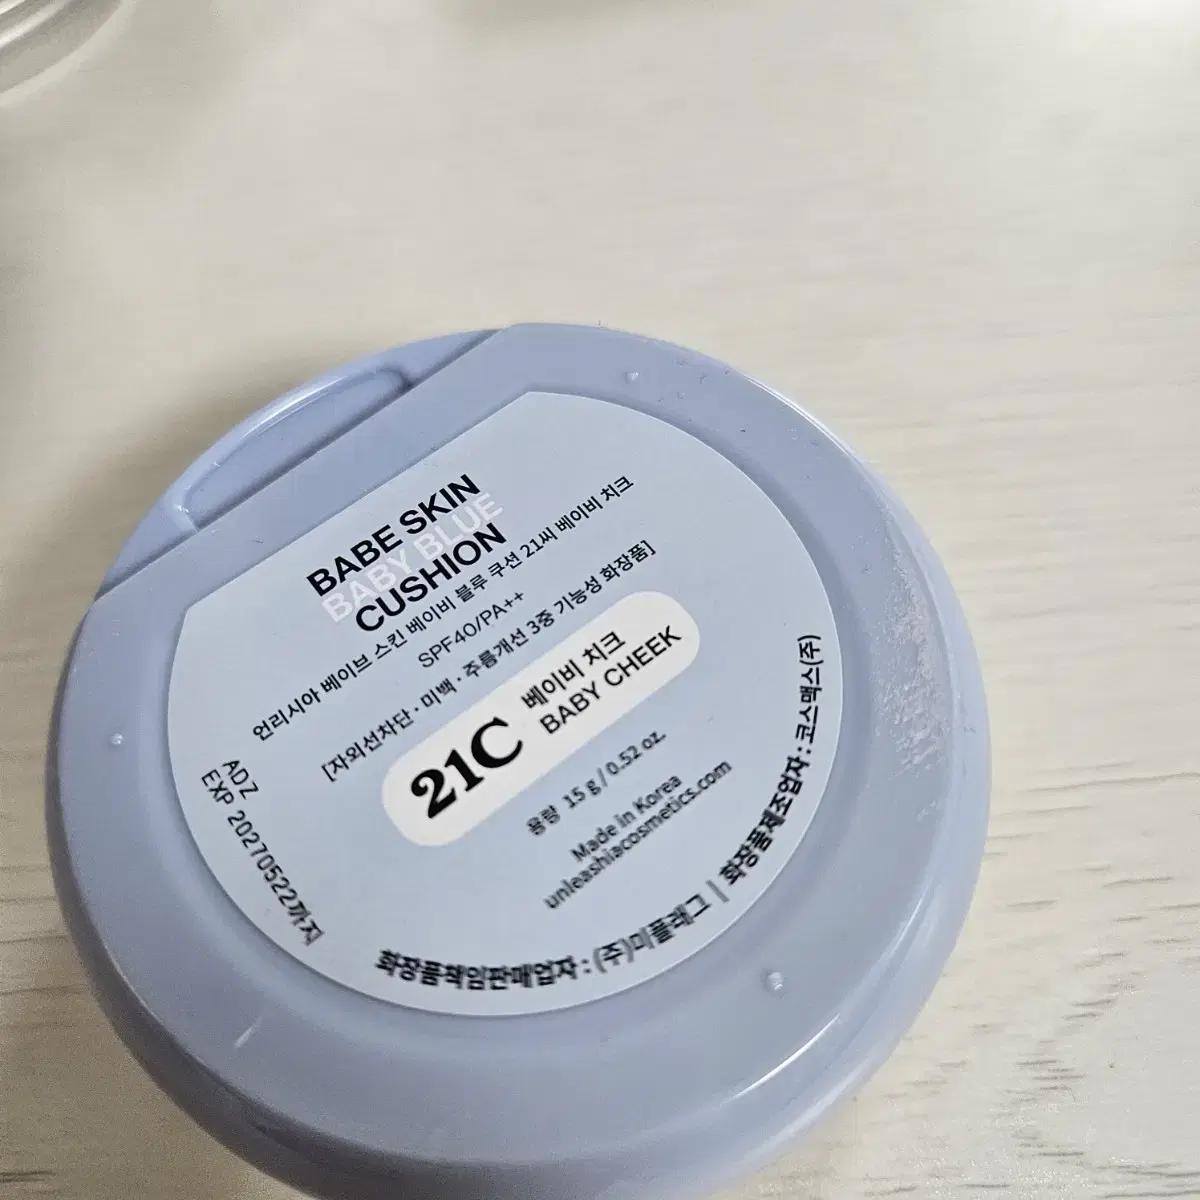 BABE SKIN
BABY BLUE
CUSHION
언리시아 베이브 스킨 베이비 블루 쿠션 21씨 베이비 치크
SPF40/PA++
[자외선차단 · 미백 · 주름개선 3중 기능성 화장품]
21C 베이비 치크
BABY CHEEK
용량 15 g / 0.52 oz.
Made in Korea
unleashiacosmetics.com
화장품책임판매업자 : (주)미플래그 | 화장품제조업자 : 코스맥스(주)
ADZ
EXP 20270522까지